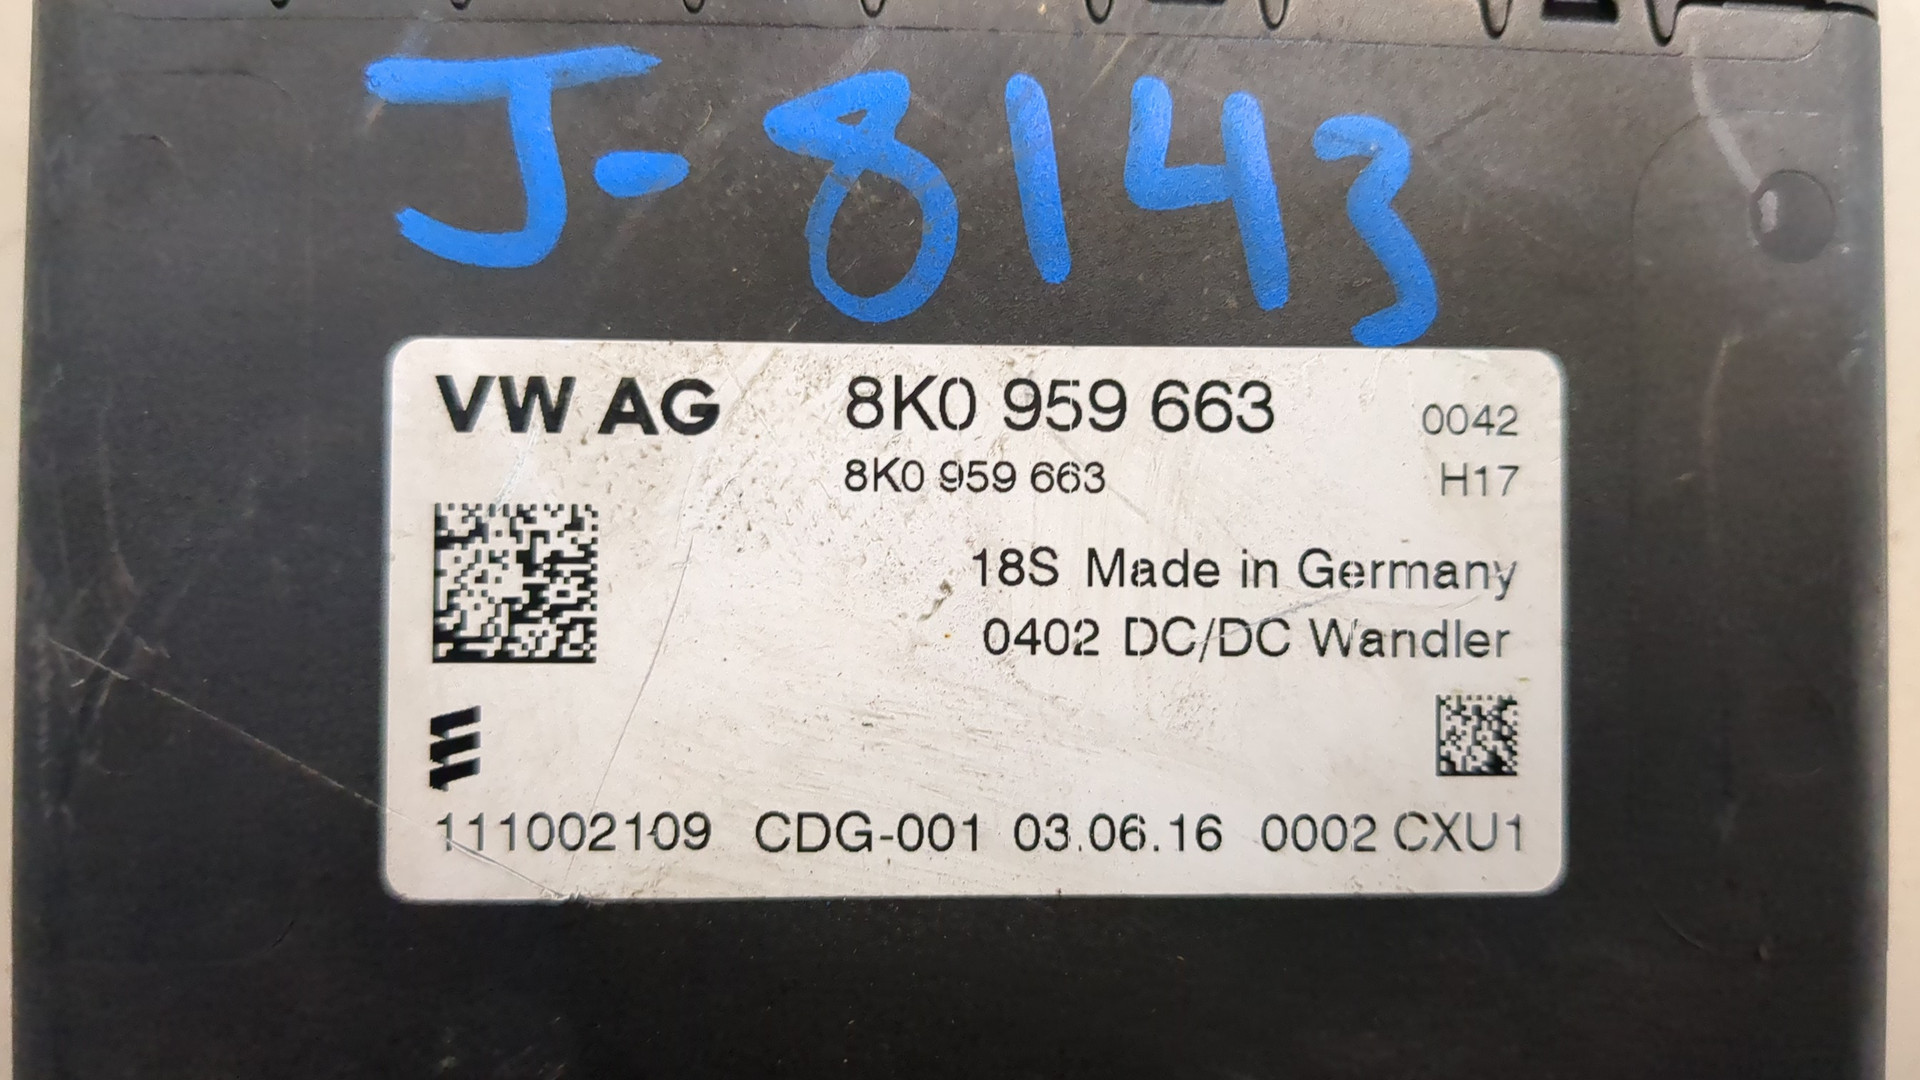 J-8143
VW AG 8K0 959 663 0042
8K0 959 663 H17
18S Made in Germany
0402 DC/DC Wandler
111002109 CDG-001 03.06.16 0002 CXU1